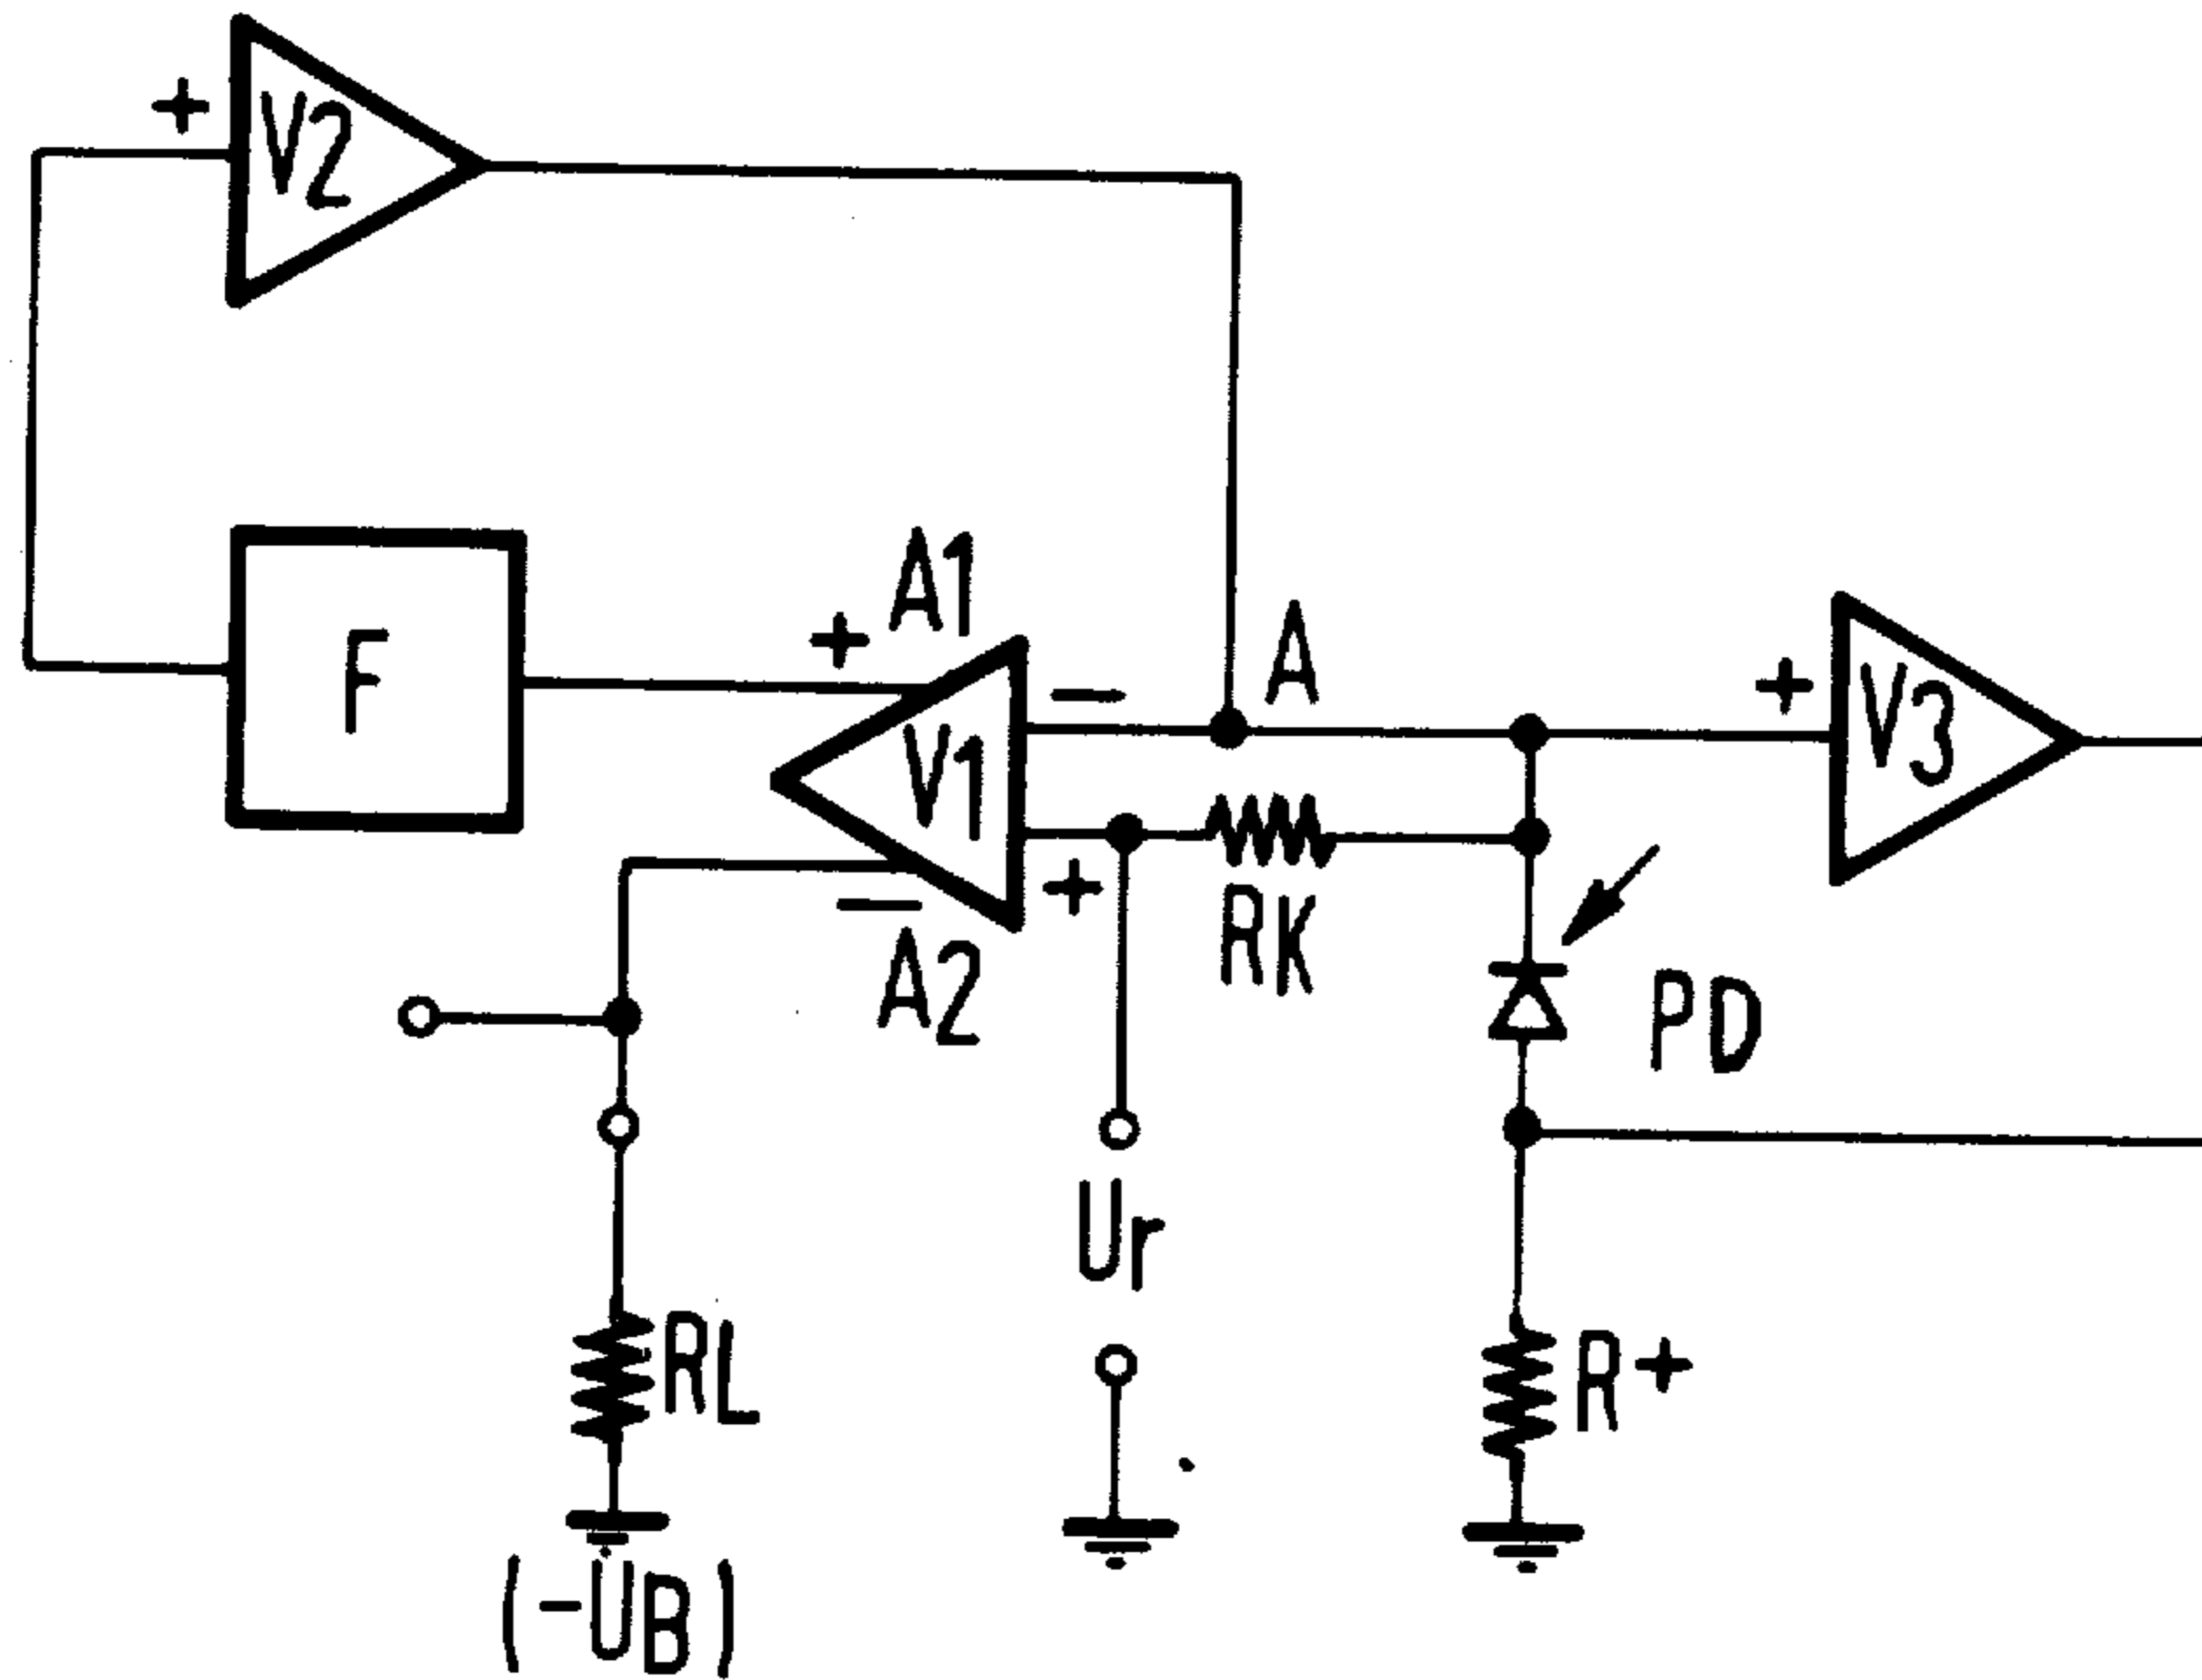 +
V2
A1
+
A
F
-
+
V1
V3
-
+
A2
RK
PD
Ur
RL
R+
(-UB)